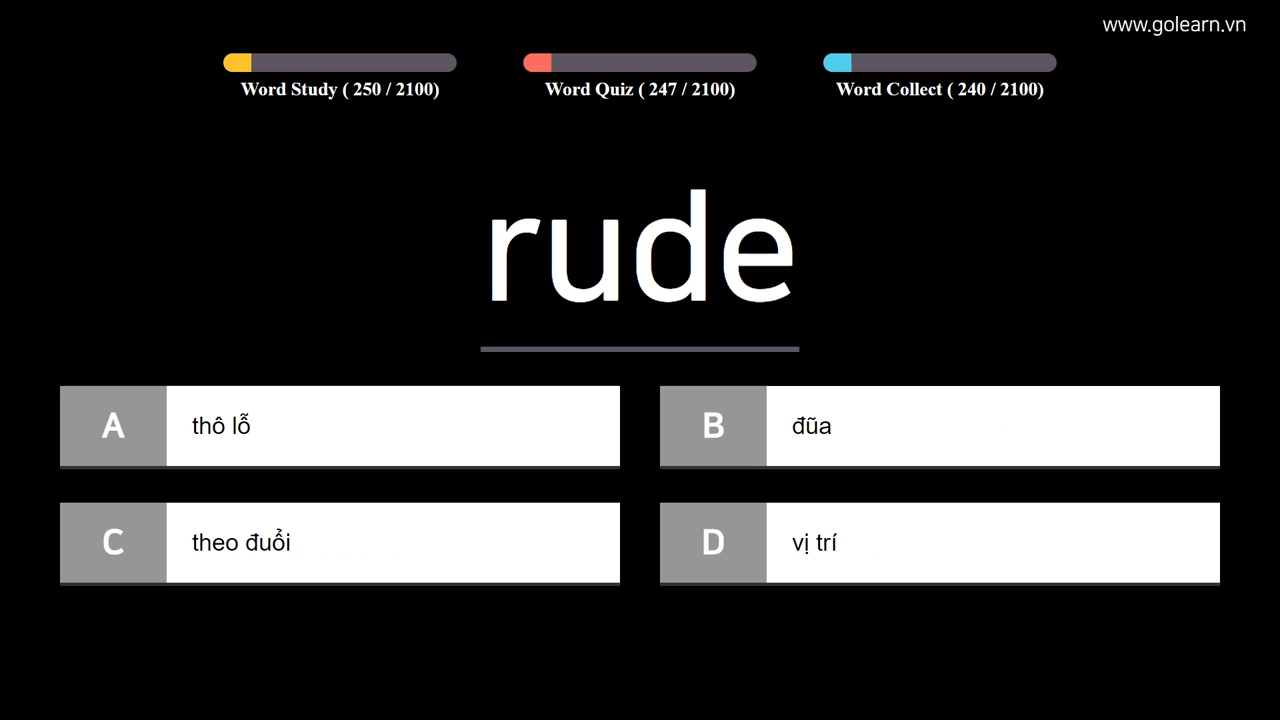 www.golearn.vn
Word Study ( 250 / 2100)
Word Quiz ( 247 / 2100)
Word Collect ( 240 / 2100)
rude
A thô lỗ
B đũa
C theo đuổi
D vị trí